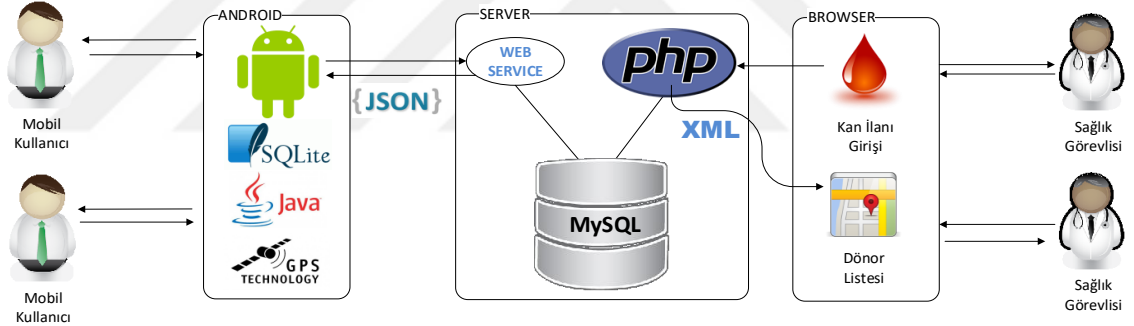 ANDROID
SERVER
BROWSER
WEB
SERVICE
php
{JSON}
XML
Mobil
Kullanıcı
SQLite
Kan İlanı
Girişi
Sağlık
Görevlisi
Java
MySQL
GPS
TECHNOLOGY
Dönor
Listesi
Mobil
Kullanıcı
Sağlık
Görevlisi